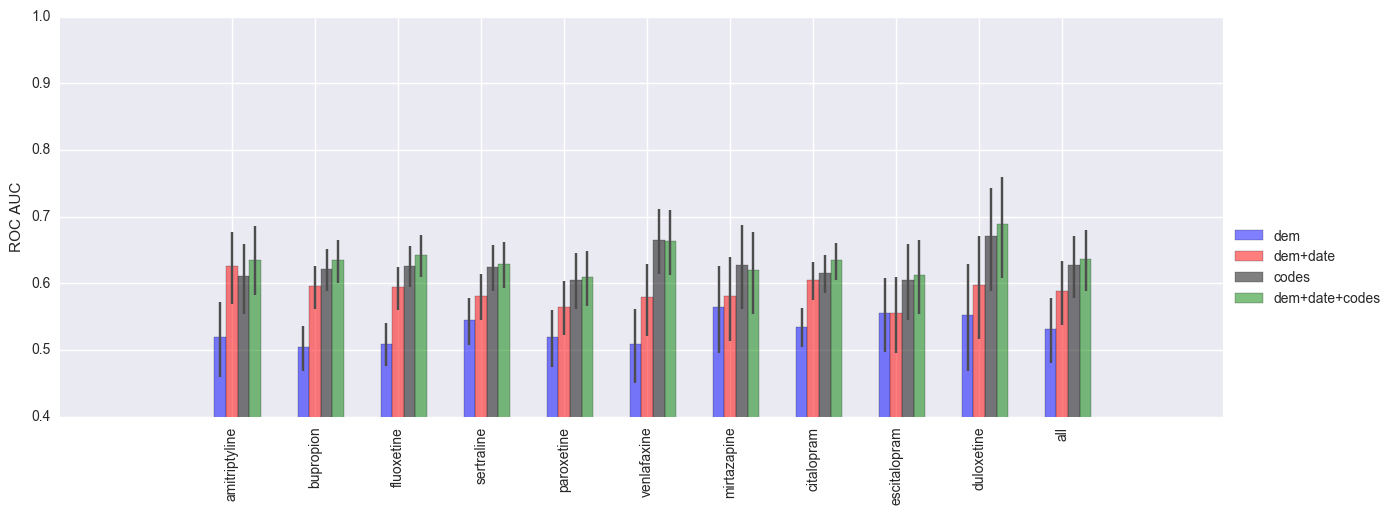 1.0
0.9
0.8
0.7
0.6
0.5
0.4
ROC AUC
amitriptyline
bupropion
fluoxetine
sertraline
paroxetine
venlafaxine
mirtazapine
citalopram
escitalopram
duloxetine
all
dem
dem+date
codes
dem+date+codes